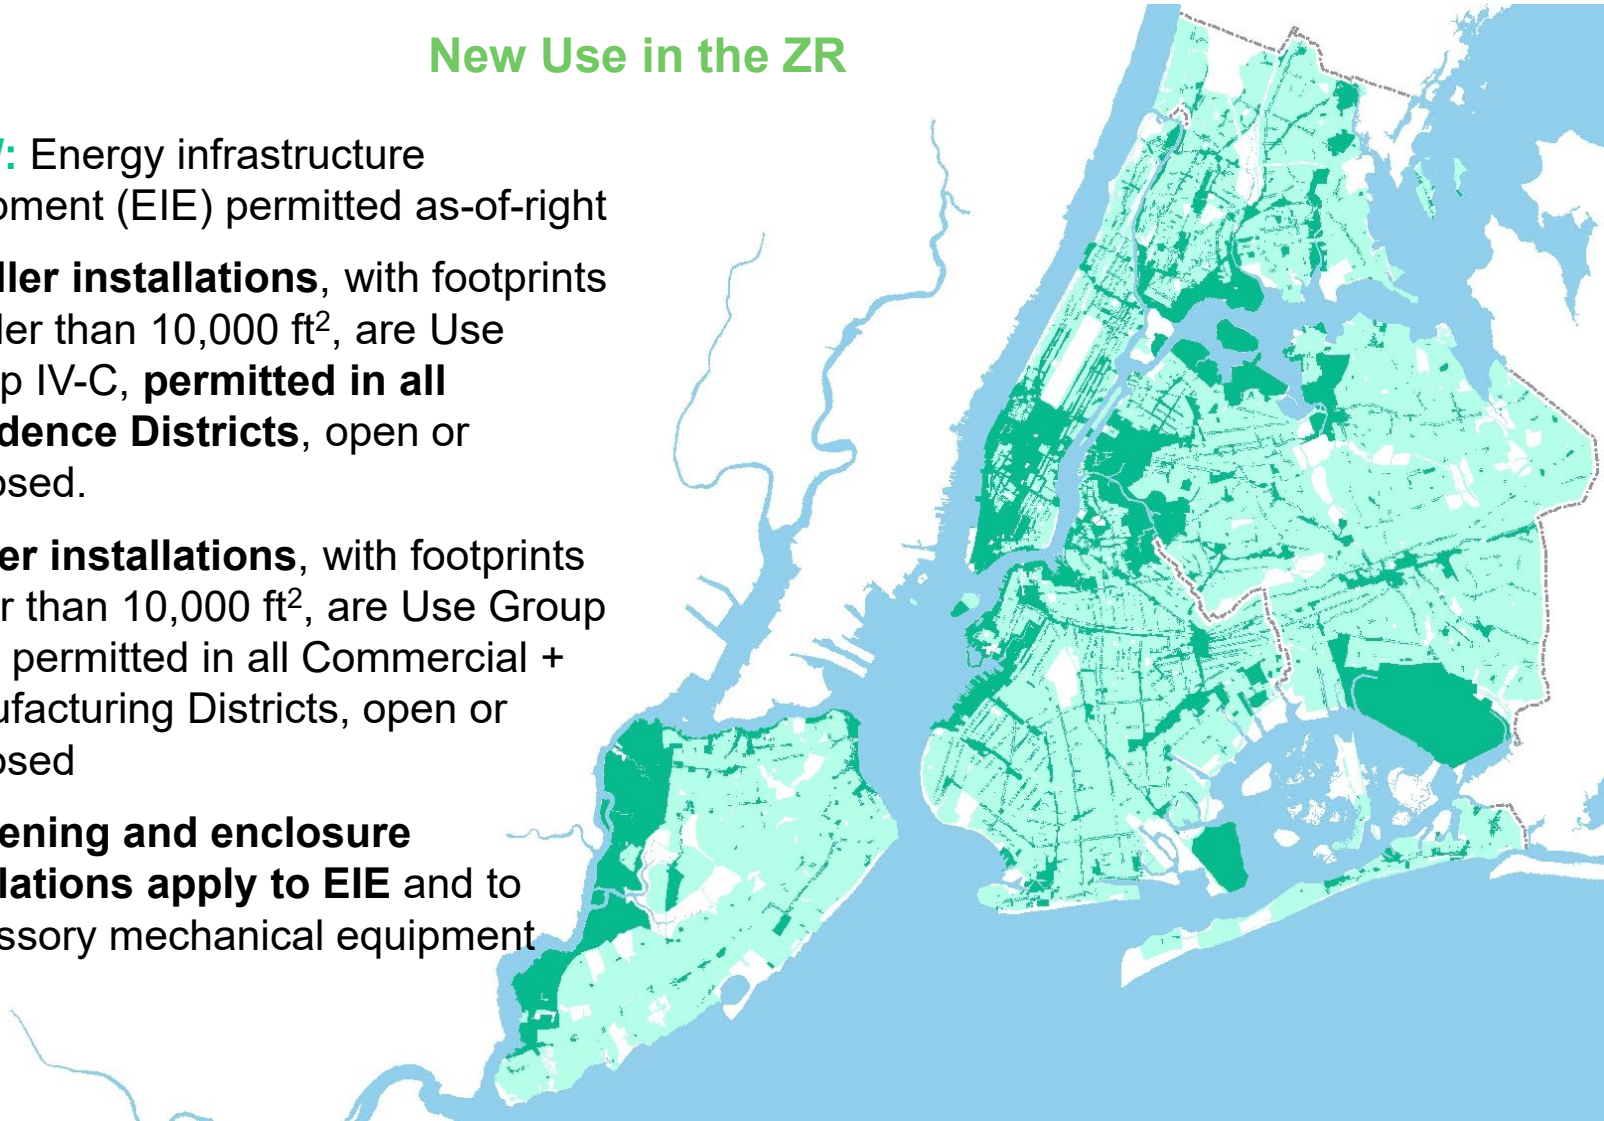 New Use in the ZR
: Energy infrastructure
oment (EIE) permitted as-of-right
ller installations, with footprints
ler than 10,000 ft², are Use
p IV-C, permitted in all
dence Districts, open or
osed.
er installations, with footprints
r than 10,000 ft², are Use Group
permitted in all Commercial +
ufacturing Districts, open or
osed
ening and enclosure
lations apply to EIE and to
ssory mechanical equipment